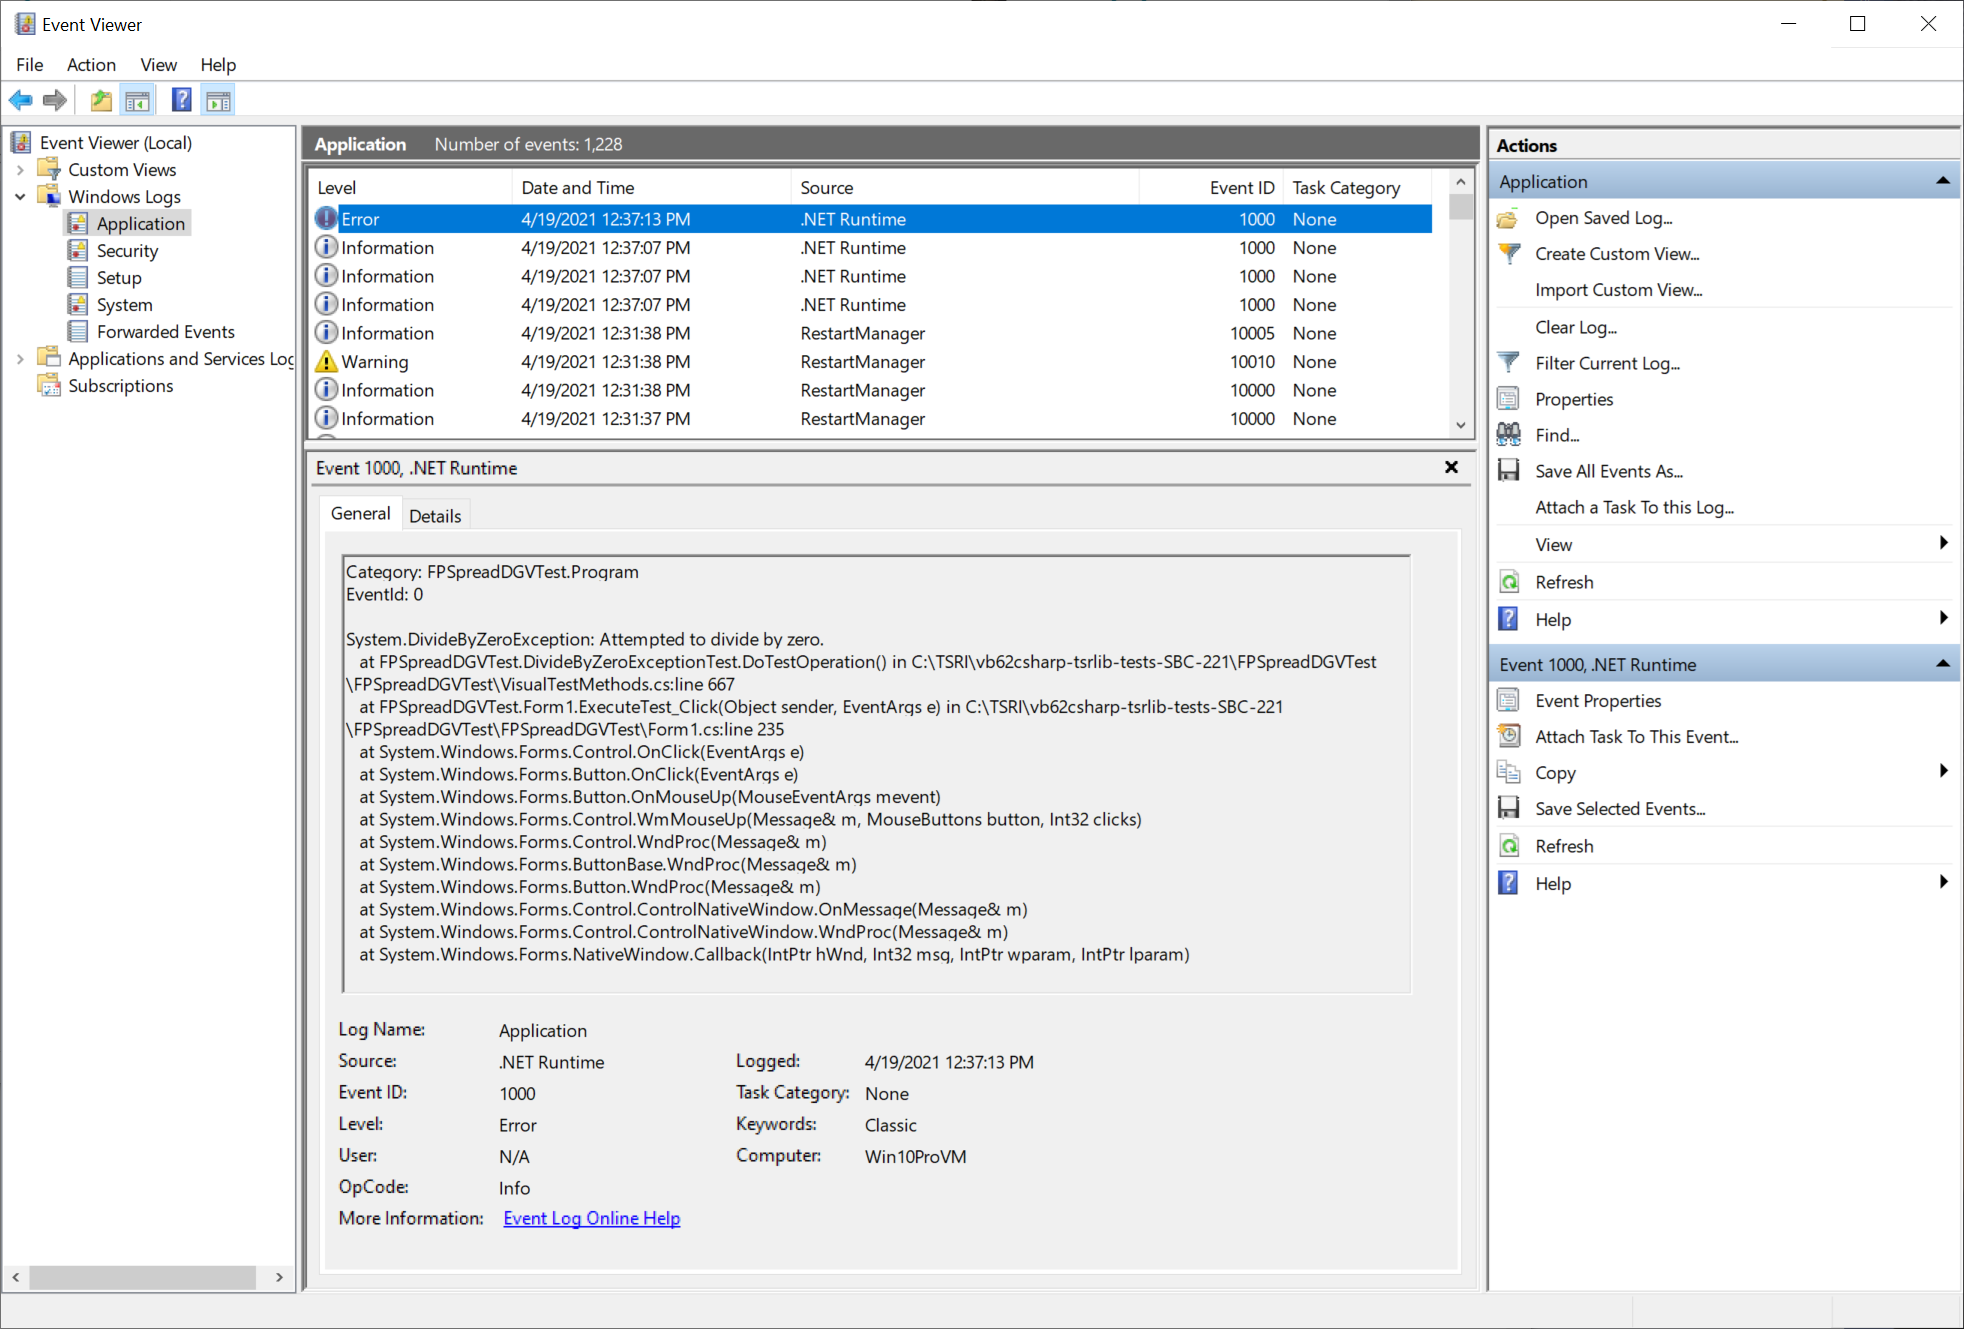 Event Viewer
File Action View Help
Event Viewer (Local)
Custom Views
Windows Logs
Application
Security
Setup
System
Forwarded Events
Applications and Services Log
Subscriptions
Application Number of events: 1,228
Level Date and Time Source Event ID Task Category
Error 4/19/2021 12:37:13 PM .NET Runtime 1000 None
Information 4/19/2021 12:37:07 PM .NET Runtime 1000 None
Information 4/19/2021 12:37:07 PM .NET Runtime 1000 None
Information 4/19/2021 12:37:07 PM .NET Runtime 1000 None
Information 4/19/2021 12:31:38 PM RestartManager 10005 None
Warning 4/19/2021 12:31:38 PM RestartManager 10010 None
Information 4/19/2021 12:31:38 PM RestartManager 10000 None
Information 4/19/2021 12:31:37 PM RestartManager 10000 None
Event 1000, .NET Runtime
General Details
Category: FPSpreadDGVTest.Program
EventId: 0
System.DivideByZeroException: Attempted to divide by zero.
at FPSpreadDGVTest.DivideByZeroExceptionTest.DoTestOperation() in C:\TSRI\vb62csharp-tsrlib-tests-SBC-221\FPSpreadDGVTest
\FPSpreadDGVTest\VisualTestMethods.cs:line 667
at FPSpreadDGVTest.Form1.ExecuteTest_Click(Object sender, EventArgs e) in C:\TSRI\vb62csharp-tsrlib-tests-SBC-221
\FPSpreadDGVTest\FPSpreadDGVTest\Form1.cs:line 235
at System.Windows.Forms.Control.OnClick(EventArgs e)
at System.Windows.Forms.Button.OnClick(EventArgs e)
at System.Windows.Forms.Button.OnMouseUp(MouseEventArgs mevent)
at System.Windows.Forms.Control.WmMouseUp(Message& m, MouseButtons button, Int32 clicks)
at System.Windows.Forms.Control.WndProc(Message& m)
at System.Windows.Forms.ButtonBase.WndProc(Message& m)
at System.Windows.Forms.Button.WndProc(Message& m)
at System.Windows.Forms.Control.ControlNativeWindow.OnMessage(Message& m)
at System.Windows.Forms.Control.ControlNativeWindow.WndProc(Message& m)
at System.Windows.Forms.NativeWindow.Callback(IntPtr hWnd, Int32 msg, IntPtr wparam, IntPtr lparam)
Log Name: Application
Source: .NET Runtime Logged: 4/19/2021 12:37:13 PM
Event ID: 1000 Task Category: None
Level: Error Keywords: Classic
User: N/A Computer: Win10ProVM
OpCode: Info
More Information: Event Log Online Help
Actions
Application
Open Saved Log...
Create Custom View...
Import Custom View...
Clear Log...
Filter Current Log...
Properties
Find...
Save All Events As...
Attach a Task To this Log...
View
Refresh
Help
Event 1000, .NET Runtime
Event Properties
Attach Task To This Event...
Copy
Save Selected Events...
Refresh
Help